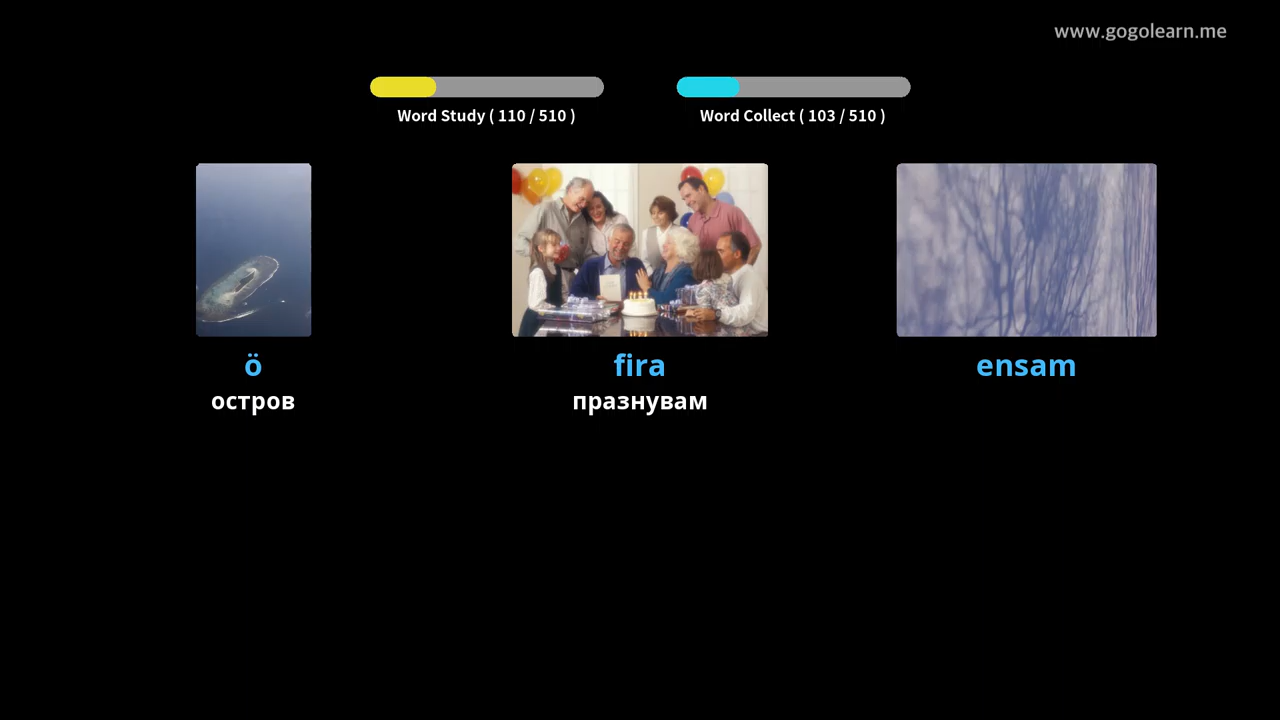 www.gogolearn.me
Word Study ( 110 / 510 )
Word Collect ( 103 / 510 )
ö
fira
ensam
остров
празнувам